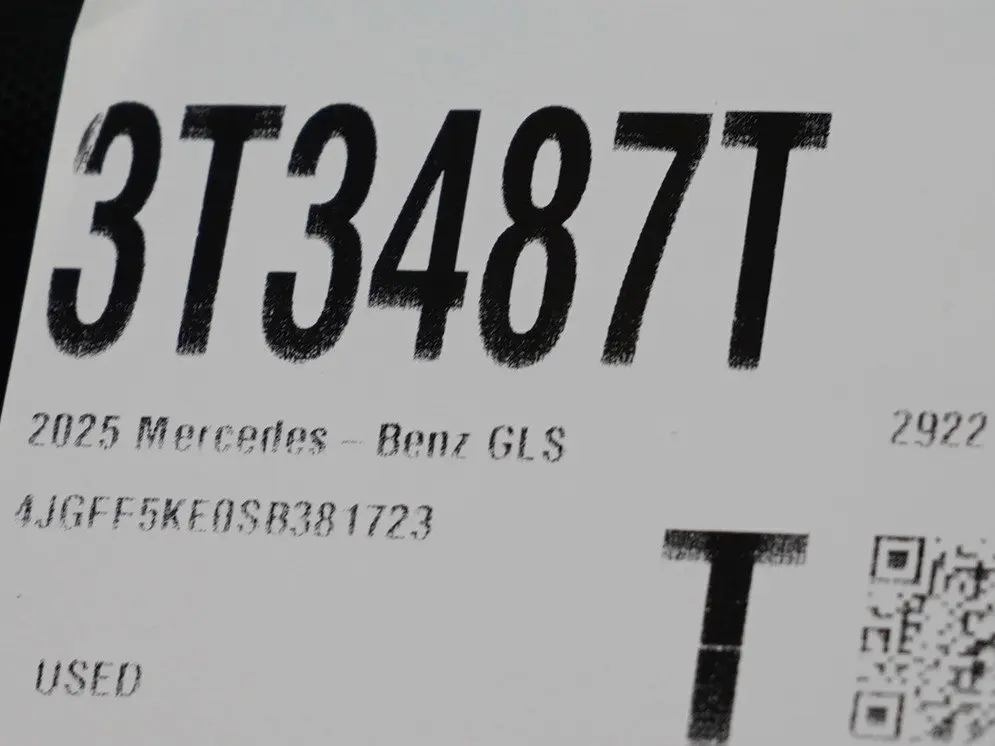 3T3487T
2025 Mercedes - Benz GLS
2922
4JGFF5KE0SB381723
T
USED